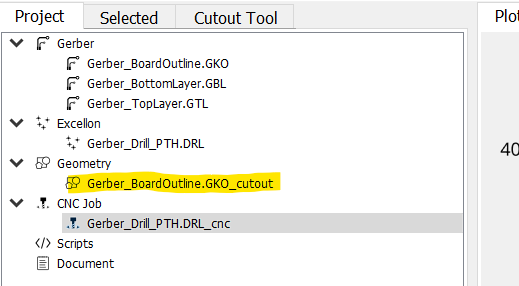 Project Selected Cutout Tool Plot
Gerber
Gerber_BoardOutline.GKO
Gerber_BottomLayer.GBL
Gerber_TopLayer.GTL
Excellon
Gerber_Drill_PTH.DRL
40
Geometry
Gerber_BoardOutline.GKO_cutout
CNC Job
Gerber_Drill_PTH.DRL_cnc
Scripts
Document